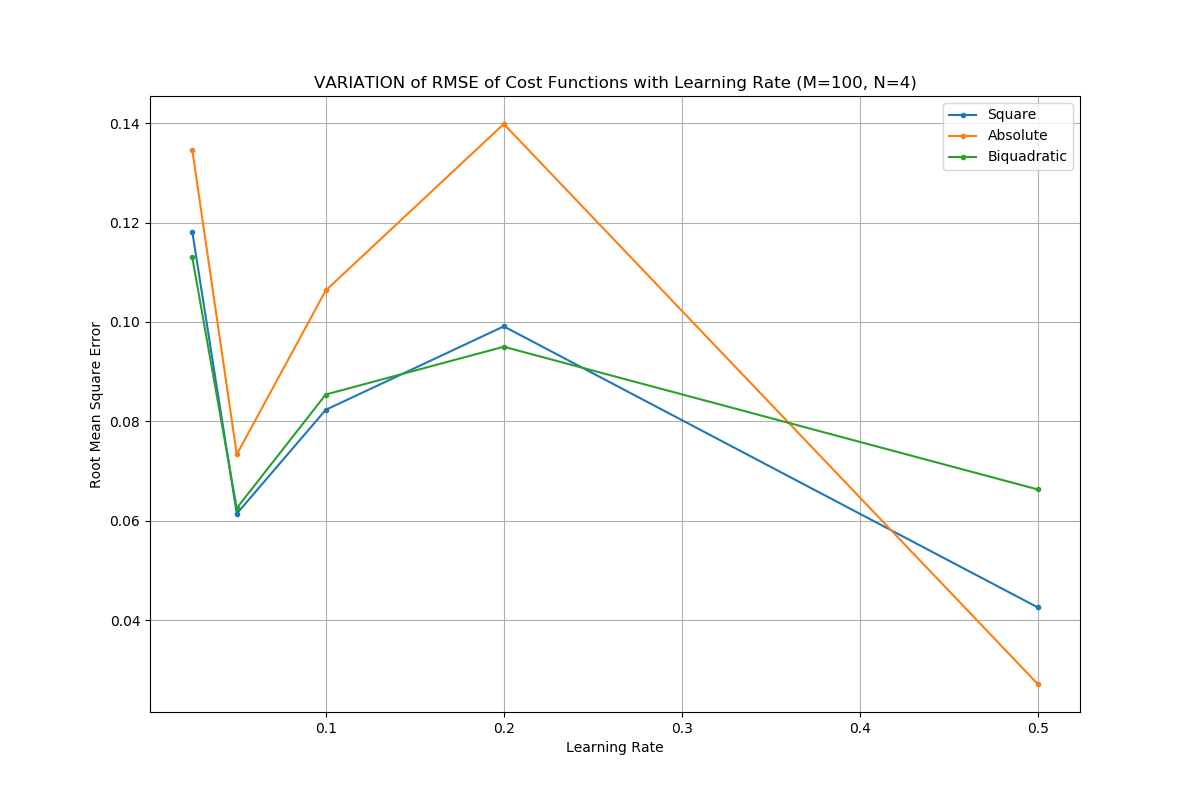 VARIATION of RMSE of Cost Functions with Learning Rate (M=100, N=4)
Square
Absolute
Biquadratic
Root Mean Square Error
0.14
0.12
0.10
0.08
0.06
0.04
0.1
0.2
0.3
0.4
0.5
Learning Rate